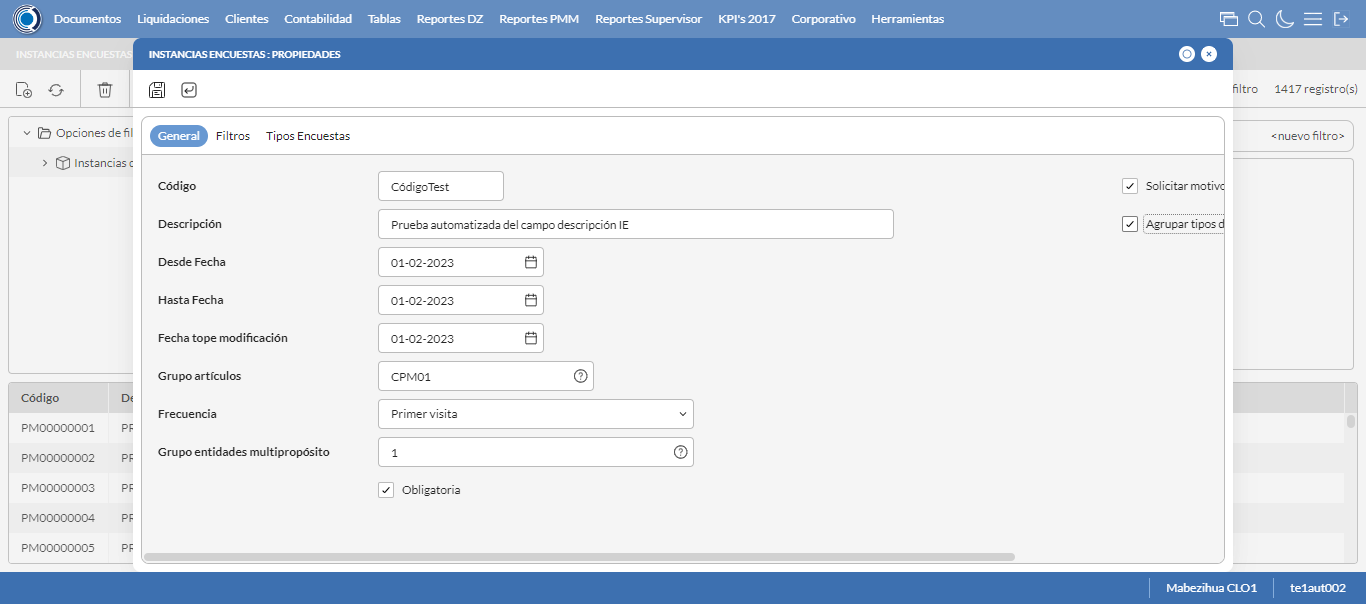 Documentos Liquidaciones Clientes Contabilidad Tablas Reportes DZ Reportes PMM Reportes Supervisor KPI's 2017 Corporativo Herramientas
INSTANCIAS ENCUESTAS
INSTANCIAS ENCUESTAS : PROPIEDADES
filtro 1417 registro(s)
Opciones de fil
<nuevo filtro>
Instancias
General Filtros Tipos Encuestas
Código CódigoTest Solicitar motivo
Descripción Prueba automatizada del campo descripción IE Agrupar tipos d
Desde Fecha 01-02-2023
Hasta Fecha 01-02-2023
Fecha tope modificación 01-02-2023
Grupo artículos CPM01
Frecuencia Primer visita
Grupo entidades multipropósito 1
Obligatoria
Código De
PM00000001 PR
PM00000002 PR
PM00000003 PR
PM00000004 PR
PM00000005 PR
Mabezihua CLO1 te1aut002